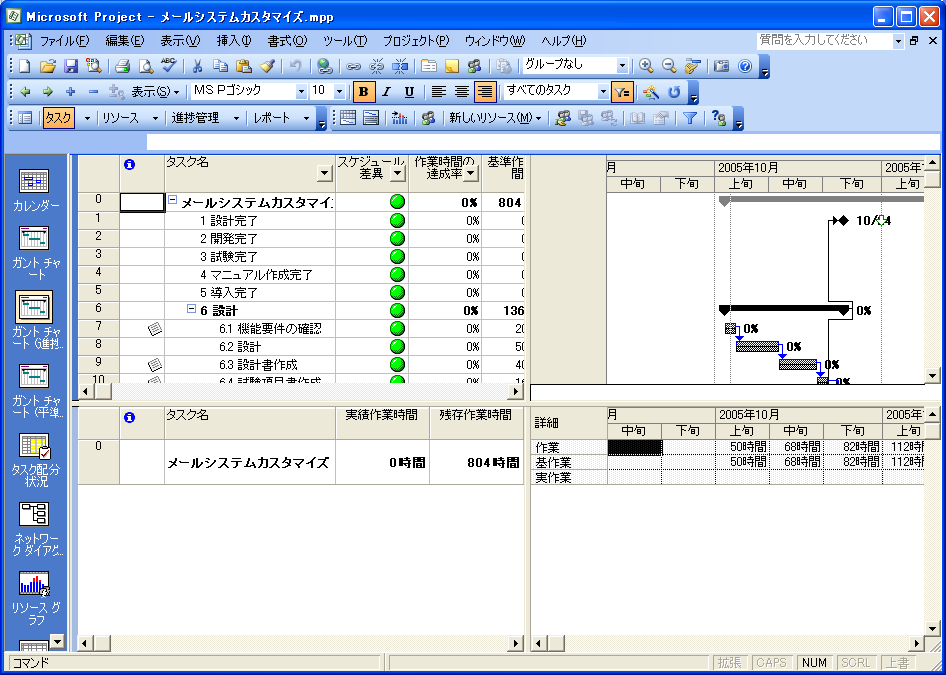 Microsoft Project - メールシステムカスタマイズ.mpp
ファイル(F) 編集(E) 表示(V) 挿入(I) 書式(O) ツール(T) プロジェクト(P) ウィンドウ(W) ヘルプ(H) 質問を入力してください
グループなし
表示(S) MS Pゴシック 10 B I U すべてのタスク
タスク リソース 進捗管理 レポート 新しいリソース(M)
カレンダー
ガント チャート
ガント チャート (進捗..
ガント チャート (平準..
タスク配分状況
ネットワーク ダイアグ..
リソース グラフ
タスク名 スケジュール差異 作業時間の達成率 基準作 間
月 2005年10月 2005年
中旬 下旬 上旬 中旬 下旬 上旬
0 メールシステムカスタマイ 0% 804
1 1 設計完了 0% 0
2 2 開発完了 0% 0
3 3 試験完了 0% 0
4 4 マニュアル作成完了 0% 0
5 5 導入完了 0% 0
6 6 設計 0% 136
7 6.1 機能要件の確認 0% 20
8 6.2 設計 0% 50
9 6.3 設計書作成 0% 40
10 6.4 試験項目書作成 0% 16
0%
0%
0%
0%
0%
タスク名 実績作業時間 残存作業時間
0 メールシステムカスタマイズ 0時間 804時間
詳細 月 2005年10月 2005年
中旬 下旬 上旬 中旬 下旬 上旬
作業 50時間 68時間 82時間 112時
基作業 50時間 68時間 82時間 112時
実作業
コマンド 拡張 CAPS NUM SCRL 上書